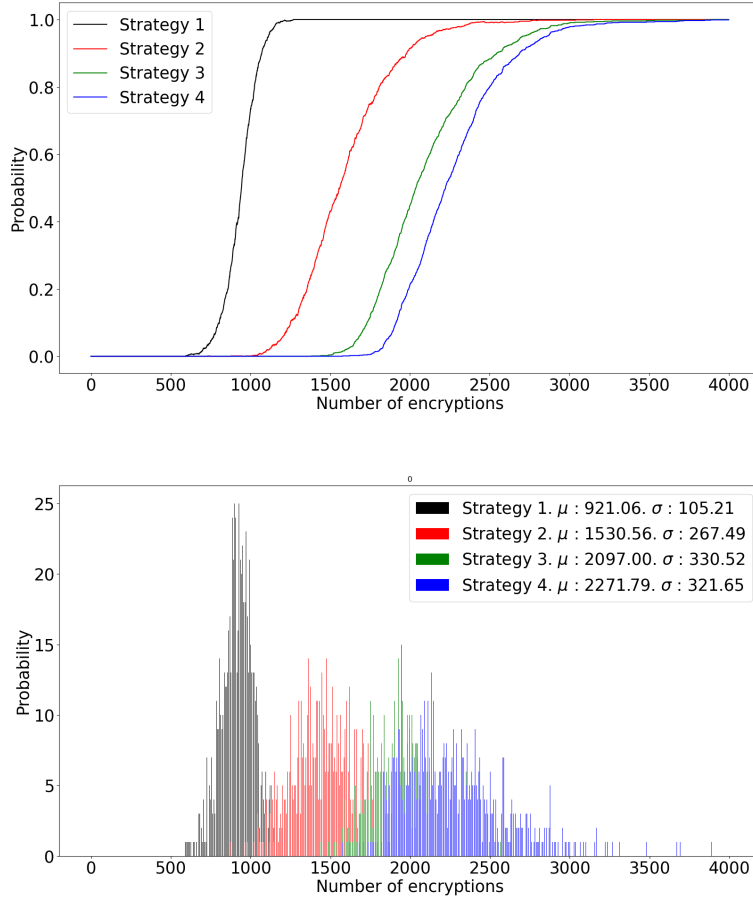 1.0
0.8
0.6
0.4
0.2
0.0
Probability
Strategy 1
Strategy 2
Strategy 3
Strategy 4
0 500 1000 1500 2000 2500 3000 3500 4000
Number of encryptions
0
25
20
15
10
5
0
Probability
Strategy 1. μ : 921.06. σ : 105.21
Strategy 2. μ : 1530.56. σ : 267.49
Strategy 3. μ : 2097.00. σ : 330.52
Strategy 4. μ : 2271.79. σ : 321.65
0 500 1000 1500 2000 2500 3000 3500 4000
Number of encryptions